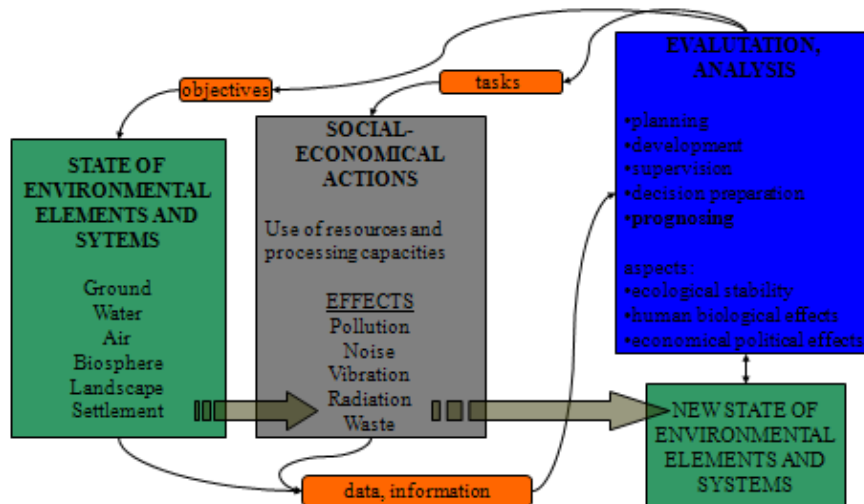 objectives
tasks
STATE OF
ENVIRONMENTAL
ELEMENTS AND
SYTEMS
Ground
Water
Air
Biosphere
Landscape
Settlement
SOCIAL-
ECONOMICAL
ACTIONS
Use of resources and
processing capacities
EFFECTS
Pollution
Noise
Vibration
Radiation
Waste
EVALUTATION,
ANALYSIS
•planning
•development
•supervision
•decision preparation
•prognosing
aspects:
•ecological stability
•human biological effects
•economical political effects
NEW STATE OF
ENVIRONMENTAL
ELEMENTS AND
SYSTEMS
data, information